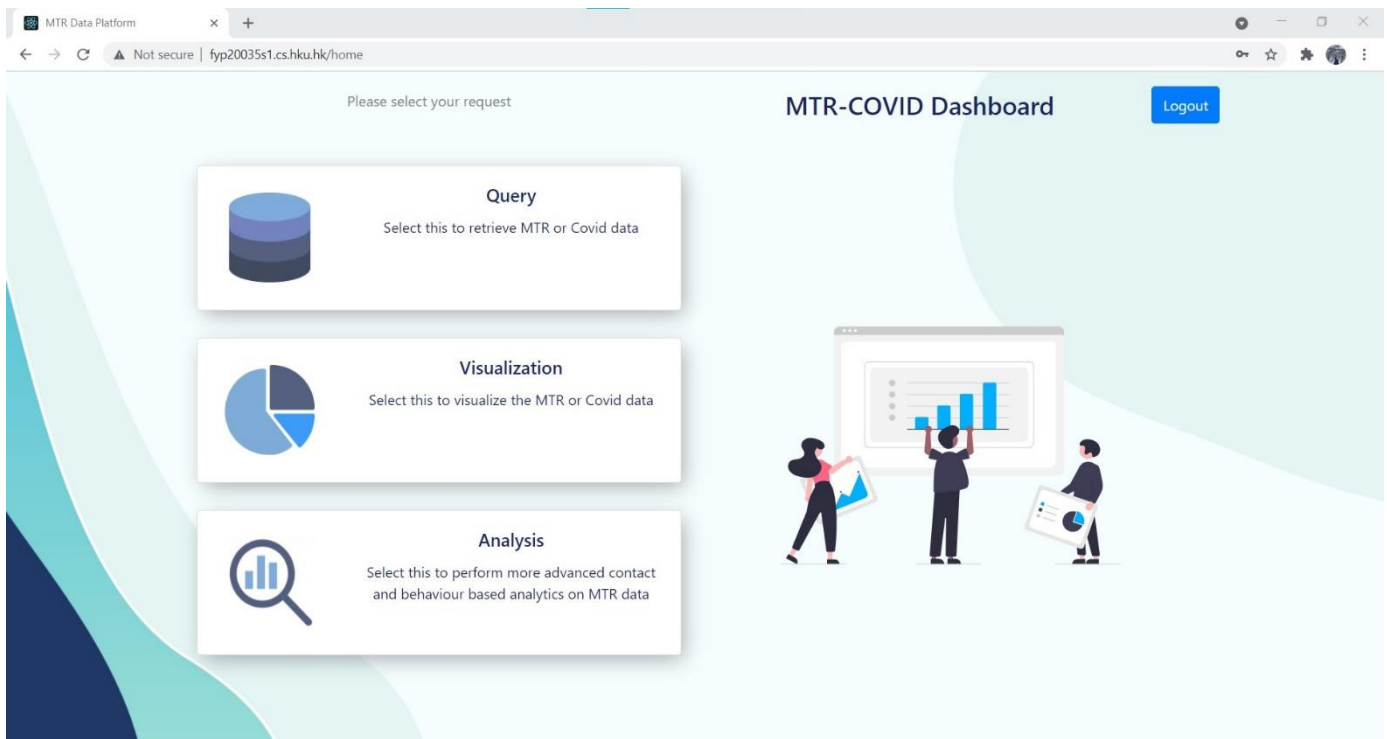 MTR Data Platform
Not secure | fyp20035s1.cs.hku.hk/home
Please select your request
MTR-COVID Dashboard
Logout
Query
Select this to retrieve MTR or Covid data
Visualization
Select this to visualize the MTR or Covid data
Analysis
Select this to perform more advanced contact
and behaviour based analytics on MTR data